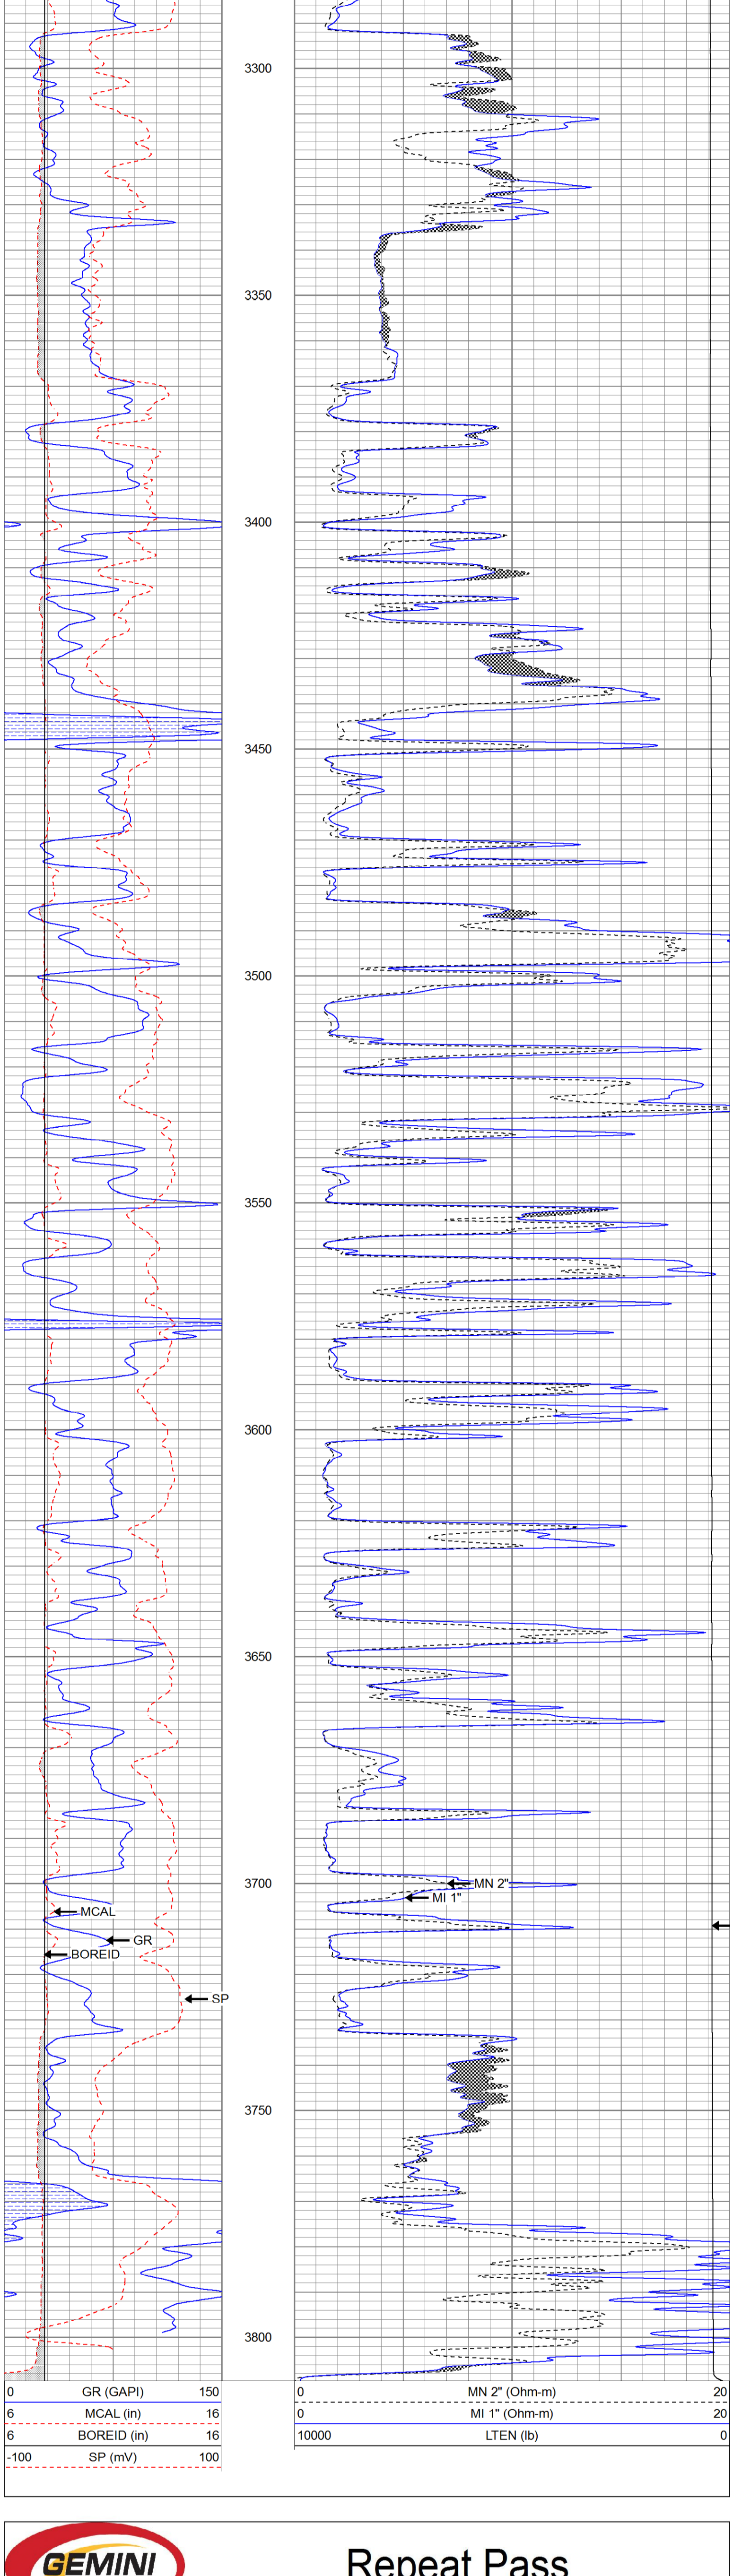 3300
3350
3400
3450
3500
3550
3600
3650
3700
MN 2"
MI 1"
MCAL
GR
BOREID
SP
3750
3800
0 GR (GAPI) 150
6 MCAL (in) 16
6 BOREID (in) 16
-100 SP (mV) 100
0 MN 2" (Ohm-m) 20
0 MI 1" (Ohm-m) 20
10000 LTEN (lb) 0
GEMINI
Repeat Pass